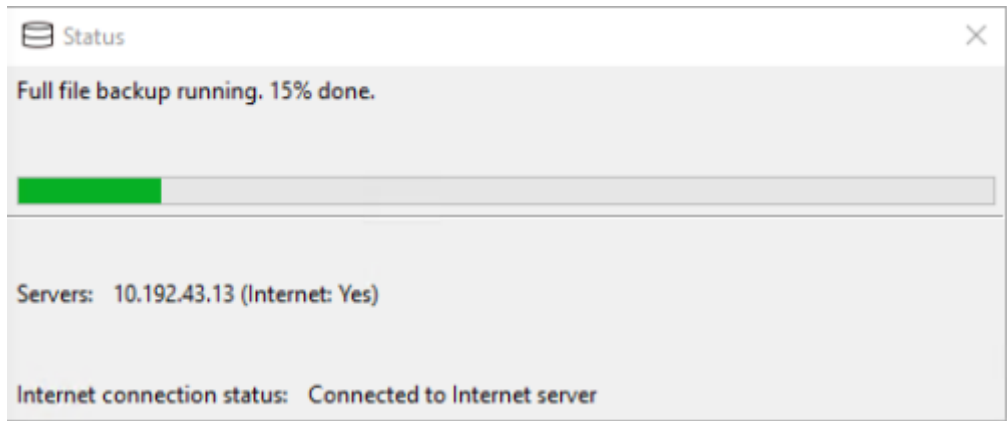 Status
Full file backup running. 15% done.
Servers: 10.192.43.13 (Internet: Yes)
Internet connection status: Connected to Internet server